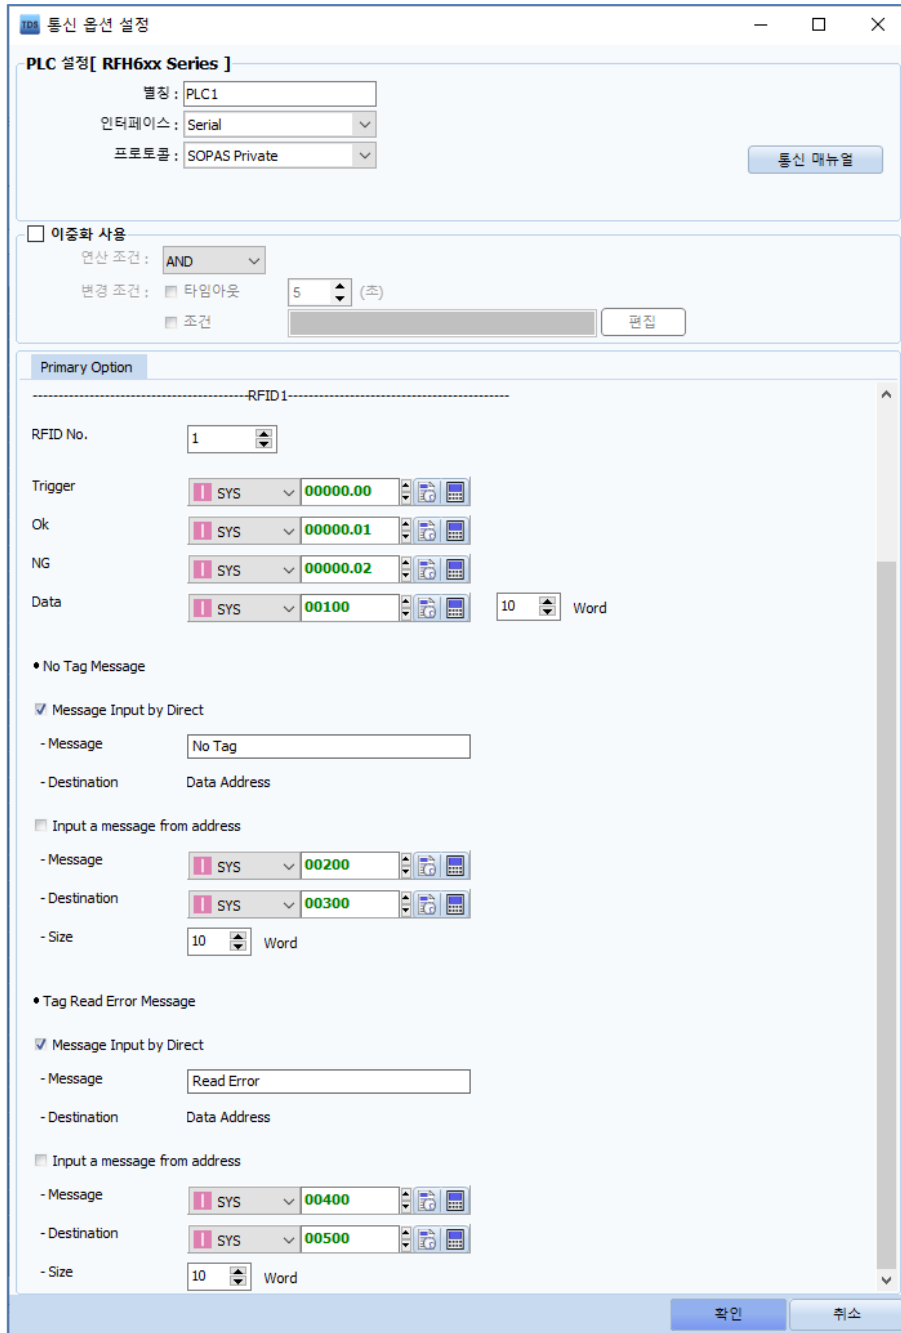 TDS 통신 옵션 설정
PLC 설정[ RFH6xx Series ]
별칭 : PLC1
인터페이스 : Serial
프로토콜 : SOPAS Private
통신 매뉴얼
이중화 사용
연산 조건 : AND
변경 조건 : 타임아웃 5 (초)
조건 편집
Primary Option
------------------------------------------RFID1-------------------------------------------
RFID No. 1
Trigger SYS 00000.00
Ok SYS 00000.01
NG SYS 00000.02
Data SYS 00100 10 Word
• No Tag Message
Message Input by Direct
- Message No Tag
- Destination Data Address
Input a message from address
- Message SYS 00200
- Destination SYS 00300
- Size 10 Word
• Tag Read Error Message
Message Input by Direct
- Message Read Error
- Destination Data Address
Input a message from address
- Message SYS 00400
- Destination SYS 00500
- Size 10 Word
확인 취소